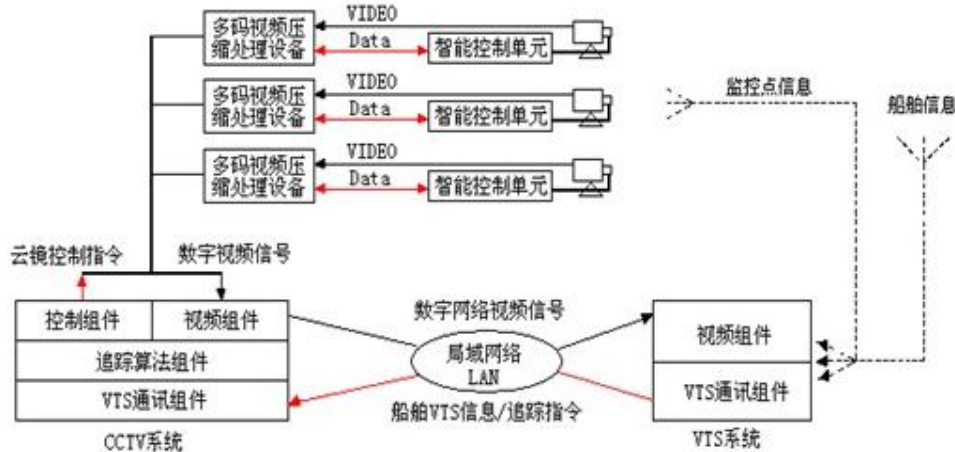 VIDEO
多码视频压
缩处理设备
Data
智能控制单元
VIDEO
多码视频压
缩处理设备
Data
智能控制单元
VIDEO
多码视频压
缩处理设备
Data
智能控制单元
监控点信息
船舶信息
云镜控制指令
数字视频信号
控制组件
视频组件
追踪算法组件
VTS通讯组件
CCTV系统
数字网络视频信号
局域网络
LAN
船舶VTS信息/追踪指令
视频组件
VTS通讯组件
VTS系统